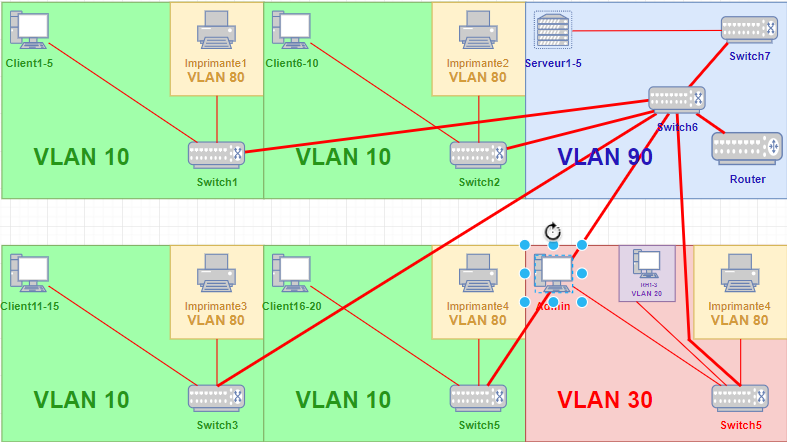 Client1-5
Imprimante1
VLAN 80
VLAN 10
Switch1
Client6-10
Imprimante2
VLAN 80
VLAN 10
Switch2
Serveur1-5
Switch7
Switch6
VLAN 90
Router
Client11-15
Imprimante3
VLAN 80
VLAN 10
Switch3
Client16-20
Imprimante4
VLAN 80
VLAN 10
Switch5
Admin
RH1-3
VLAN 20
Imprimante4
VLAN 80
VLAN 30
Switch5